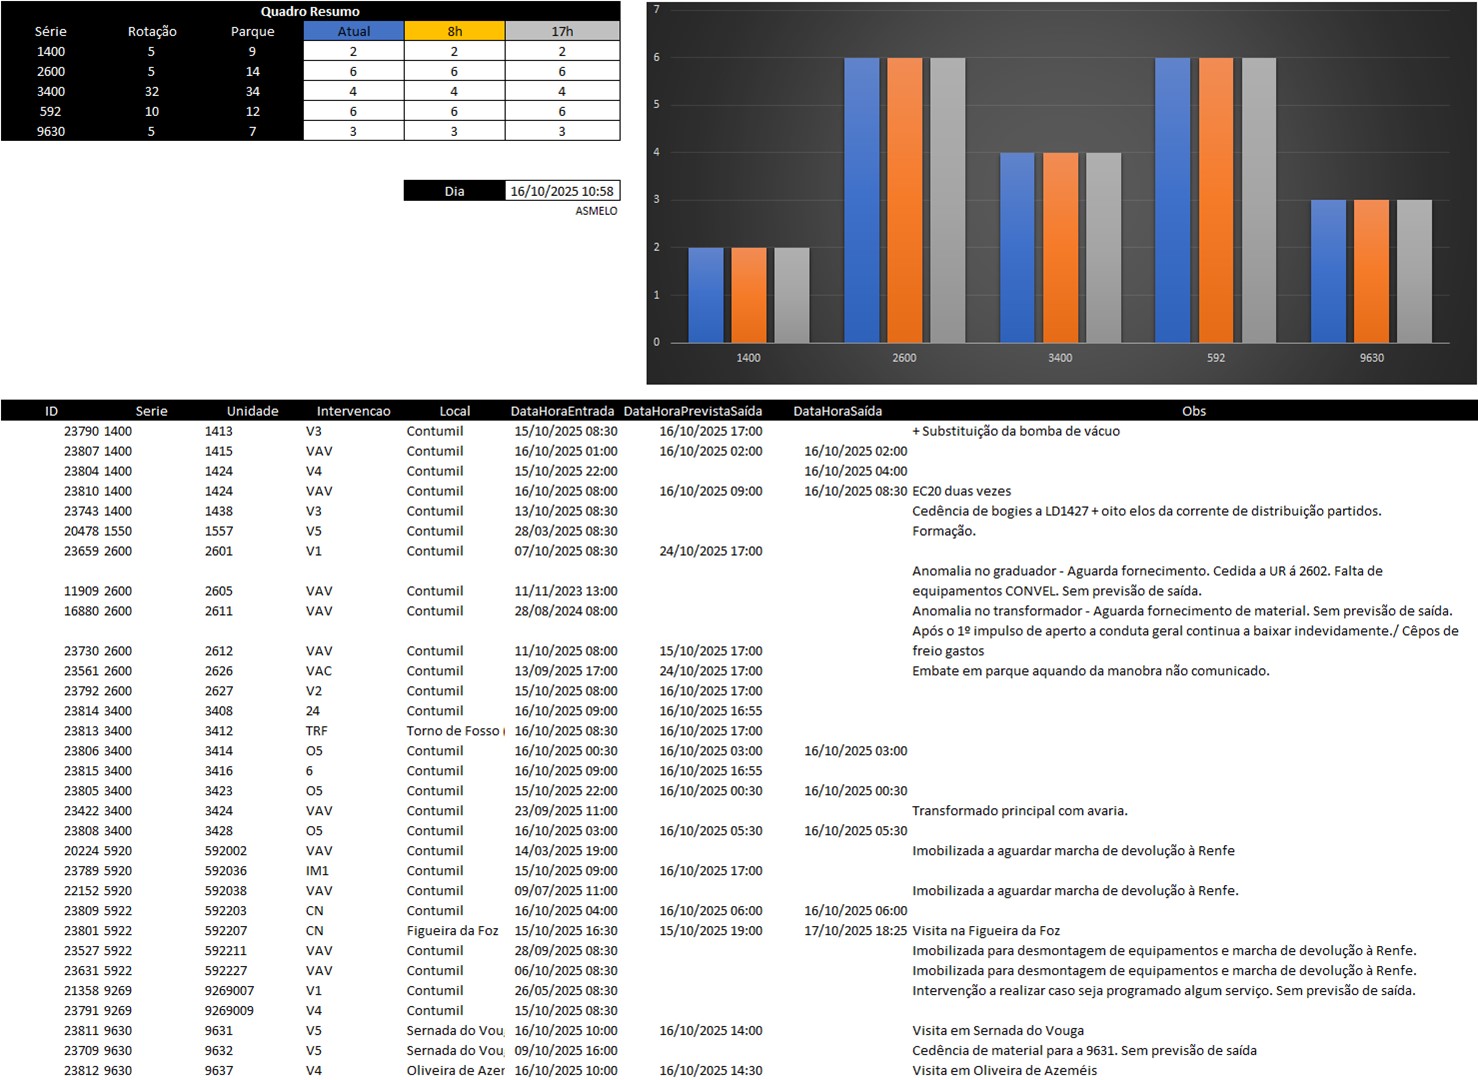 Quadro Resumo
Série Rotação Parque Atual 8h 17h
1400 5 9 2 2 2
2600 5 14 6 6 6
3400 32 34 4 4 4
592 10 12 6 6 6
9630 5 7 3 3 3
Dia 16/10/2025 10:58
ASMELO
7
6
5
4
3
2
1
0
1400 2600 3400 592 9630
ID Serie Unidade Intervencao Local DataHoraEntrada DataHoraPrevistaSaída DataHoraSaída Obs
23790 1400 1413 V3 Contumil 15/10/2025 08:30 16/10/2025 17:00 + Substituição da bomba de vácuo
23807 1400 1415 VAV Contumil 16/10/2025 01:00 16/10/2025 02:00 16/10/2025 02:00
23804 1400 1424 V4 Contumil 15/10/2025 22:00 16/10/2025 04:00
23810 1400 1424 VAV Contumil 16/10/2025 08:00 16/10/2025 09:00 16/10/2025 08:30 EC20 duas vezes
23743 1400 1438 V3 Contumil 13/10/2025 08:30 Cedência de bogies a LD1427 + oito elos da corrente de distribuição partidos.
20478 1550 1557 V5 Contumil 28/03/2025 08:30 Formação.
23659 2600 2601 V1 Contumil 07/10/2025 08:30 24/10/2025 17:00
Anomalia no graduador - Aguarda fornecimento. Cedida a UR á 2602. Falta de
11909 2600 2605 VAV Contumil 11/11/2023 13:00 equipamentos CONVEL. Sem previsão de saída.
16880 2600 2611 VAV Contumil 28/08/2024 08:00 Anomalia no transformador - Aguarda fornecimento de material. Sem previsão de saída.
Após o 1º impulso de aperto a conduta geral continua a baixar indevidamente./ Cêpos de
23730 2600 2612 VAV Contumil 11/10/2025 08:00 15/10/2025 17:00 freio gastos
23561 2600 2626 VAC Contumil 13/09/2025 17:00 24/10/2025 17:00 Embate em parque aquando da manobra não comunicado.
23792 2600 2627 V2 Contumil 15/10/2025 08:00 16/10/2025 17:00
23814 3400 3408 24 Contumil 16/10/2025 09:00 16/10/2025 16:55
23813 3400 3412 TRF Torno de Fosso ( 16/10/2025 08:30 16/10/2025 17:00
23806 3400 3414 O5 Contumil 16/10/2025 00:30 16/10/2025 03:00 16/10/2025 03:00
23815 3400 3416 6 Contumil 16/10/2025 09:00 16/10/2025 16:55
23805 3400 3423 O5 Contumil 15/10/2025 22:00 16/10/2025 00:30 16/10/2025 00:30
23422 3400 3424 VAV Contumil 23/09/2025 11:00 Transformado principal com avaria.
23808 3400 3428 O5 Contumil 16/10/2025 03:00 16/10/2025 05:30 16/10/2025 05:30
20224 5920 592002 VAV Contumil 14/03/2025 19:00 Imobilizada a aguardar marcha de devolução à Renfe
23789 5920 592036 IM1 Contumil 15/10/2025 09:00 16/10/2025 17:00
22152 5920 592038 VAV Contumil 09/07/2025 11:00 Imobilizada a aguardar marcha de devolução à Renfe.
23809 5922 592203 CN Contumil 16/10/2025 04:00 16/10/2025 06:00 16/10/2025 06:00
23801 5922 592207 CN Figueira da Foz 15/10/2025 16:30 15/10/2025 19:00 17/10/2025 18:25 Visita na Figueira da Foz
23527 5922 592211 VAV Contumil 28/09/2025 08:30 Imobilizada para desmontagem de equipamentos e marcha de devolução à Renfe.
23631 5922 592227 VAV Contumil 06/10/2025 08:30 Imobilizada para desmontagem de equipamentos e marcha de devolução à Renfe.
21358 9269 9269007 V1 Contumil 26/05/2025 08:30 Intervenção a realizar caso seja programado algum serviço. Sem previsão de saída.
23791 9269 9269009 V4 Contumil 15/10/2025 08:30
23811 9630 9631 V5 Sernada do Voug 16/10/2025 10:00 16/10/2025 14:00 Visita em Sernada do Vouga
23709 9630 9632 V5 Sernada do Voug 09/10/2025 16:00 Cedência de material para a 9631. Sem previsão de saída
23812 9630 9637 V4 Oliveira de Azer 16/10/2025 10:00 16/10/2025 14:30 Visita em Oliveira de Azeméis